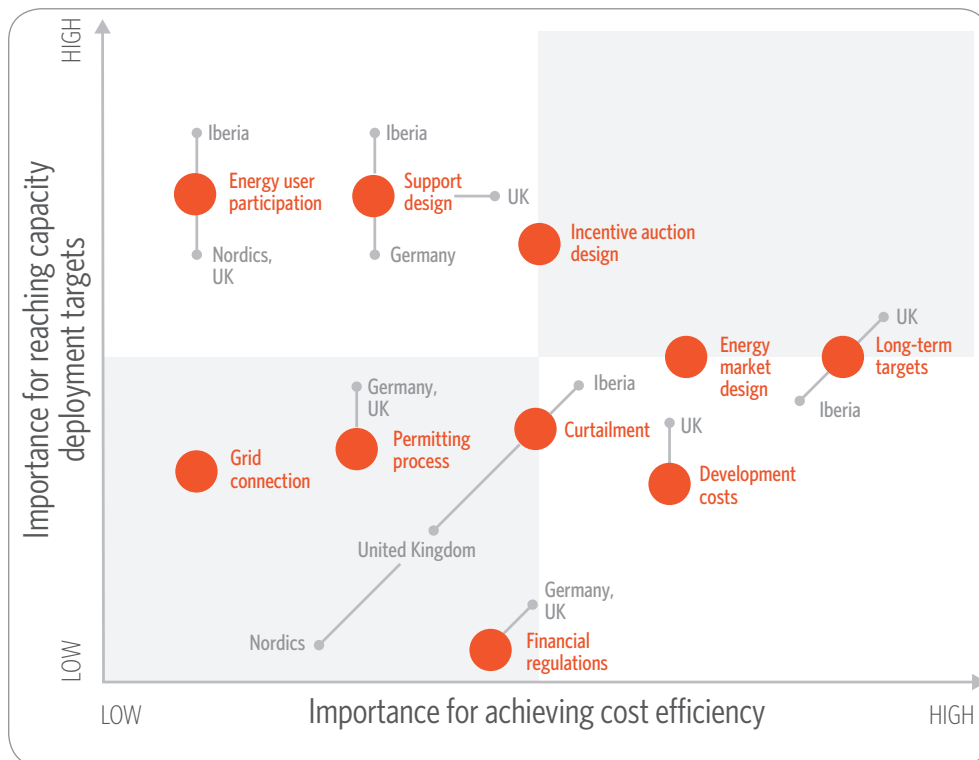 HIGH
Importance for reaching capacity
deployment targets
LOW
Iberia
Energy user
participation
Nordics,
UK
Iberia
Support
design
UK
Germany
Incentive auction
design
UK
Energy
market
design
Long-term
targets
Iberia
Germany,
UK
Permitting
process
Iberia
Curtailment
UK
Development
costs
Grid
connection
United Kingdom
Nordics
Germany,
UK
Financial
regulations
LOW
Importance for achieving cost efficiency
HIGH